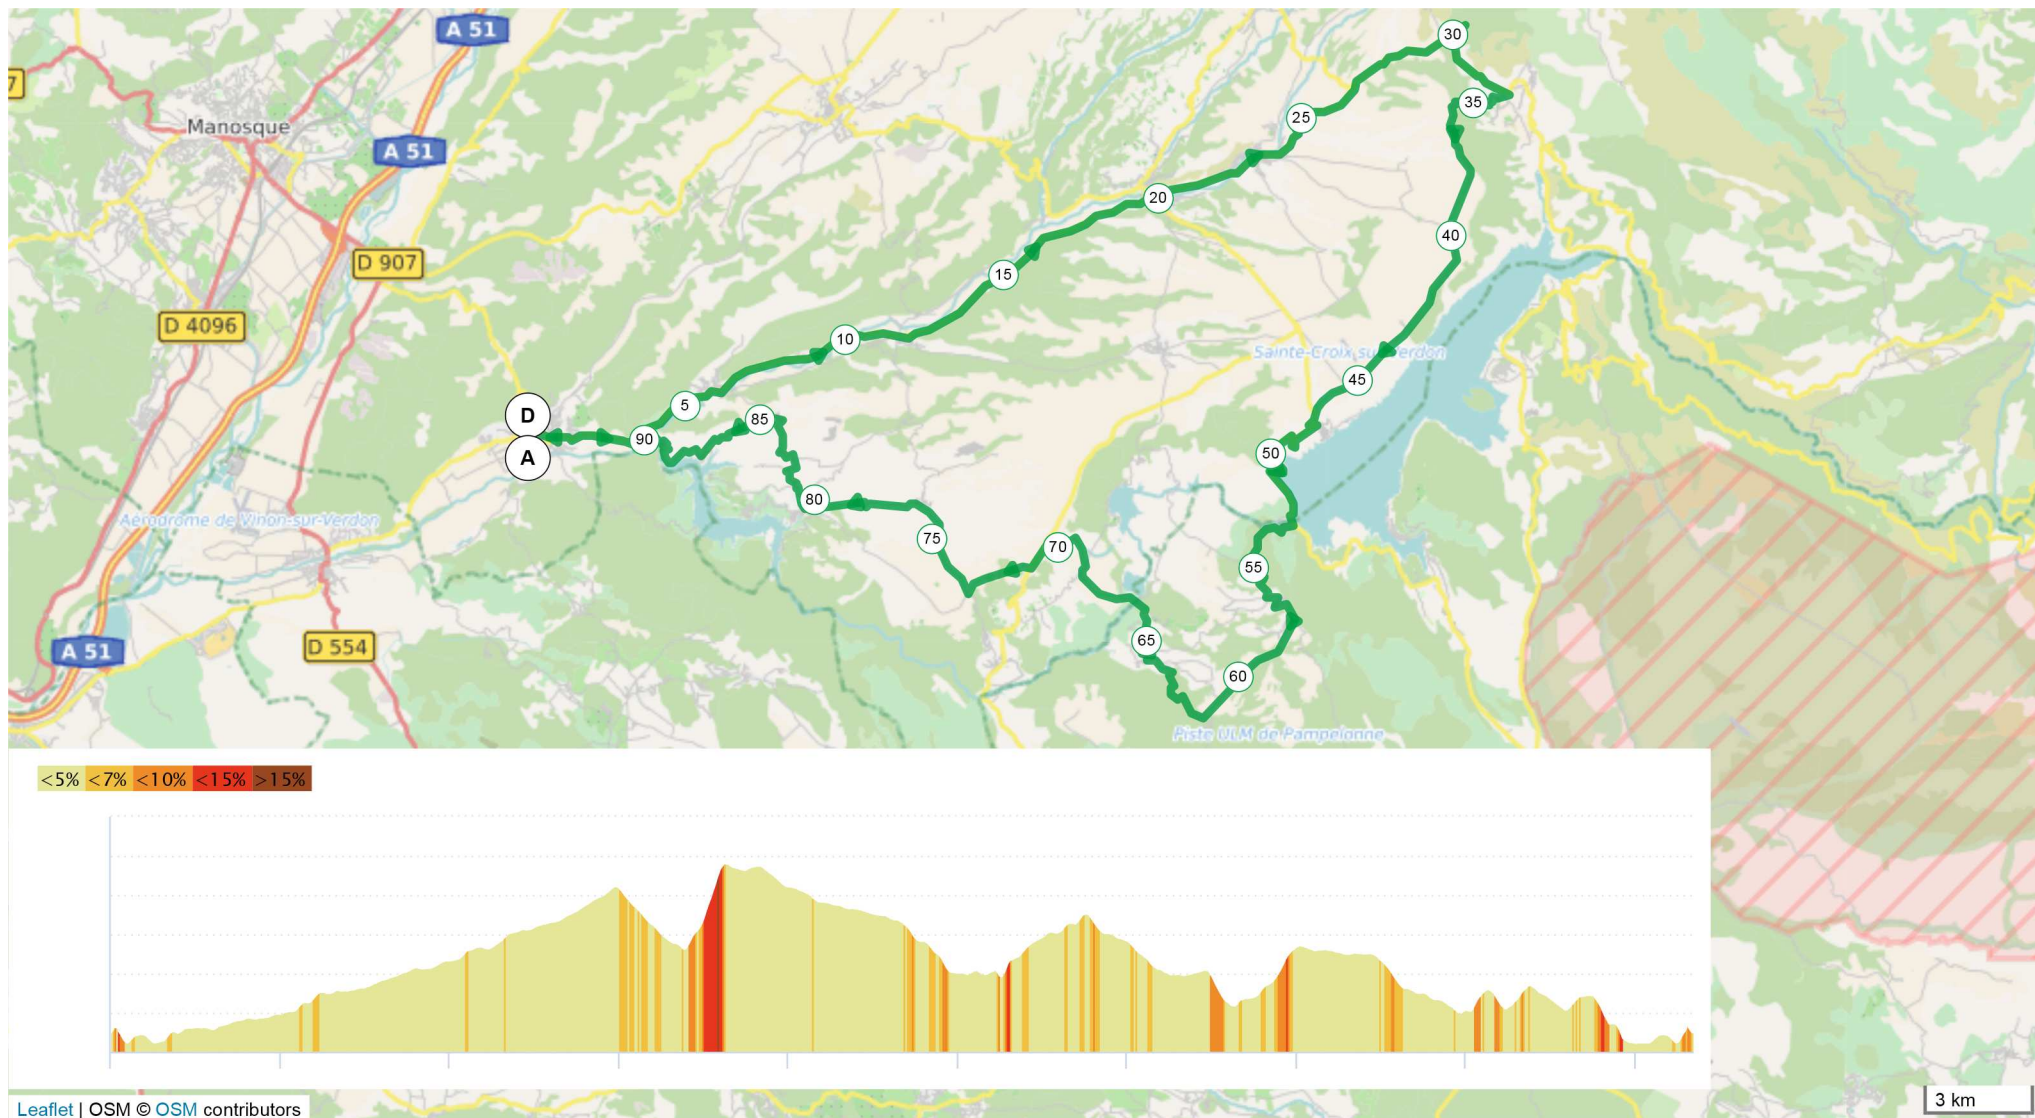 A 51
30
7
35
25
Manosque
A 51
20
40
D 907
15
D 4096
10
Sainte-Croix su Verdon
45
5
D
85
90
50
A
80
Aérodrome de Vinon-sur-Verdon
75
70
55
65
D 554
A 51
60
Piste ULM de Pampelonne
<5% <7% <10% <15% >15%
3 km
Leaflet | OSM © OSM contributors